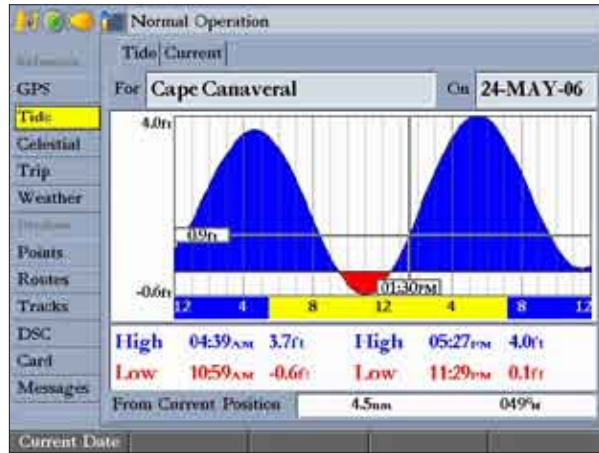 Normal Operation
Tide Current
GPS
For Cape Canaveral On 24-MAY-06
Tide
Celestial
Trip
Weather
Points
Routes
Tracks
DSC
Card
Messages
4.0ft
0.9ft
-0.6ft
01:30PM
12 4 8 12 4 8 12
High 04:39AM 3.7ft High 05:27PM 4.0ft
Low 10:59AM -0.6ft Low 11:29PM 0.1ft
From Current Position 4.5nm 049°M
Current Date